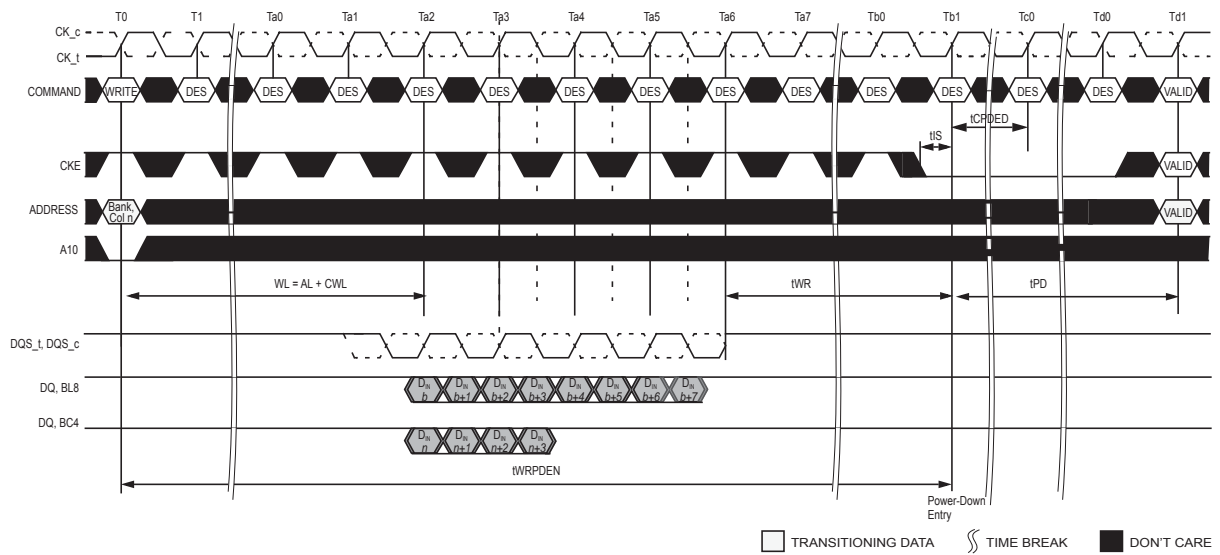 T0 T1 Ta0 Ta1 Ta2 Ta3 Ta4 Ta5 Ta6 Ta7 Tb0 Tb1 Tc0 Td0 Td1
CK_c
CK_t
COMMAND WRITE DES DES DES DES DES DES DES DES DES DES DES DES DES VALID
tCPDED
tIS
CKE VALID
ADDRESS Bank, Col n VALID
A10
WL = AL + CWL tWR tPD
DQS_t, DQS_c
DQ, BL8 DIN b DIN b+1 DIN b+2 DIN b+3 DIN b+4 DIN b+5 DIN b+6 DIN b+7
DQ, BC4 DIN n DIN n+1 DIN n+2 DIN n+3
tWRPDEN
Power-Down
Entry
TRANSITIONING DATA TIME BREAK DON'T CARE